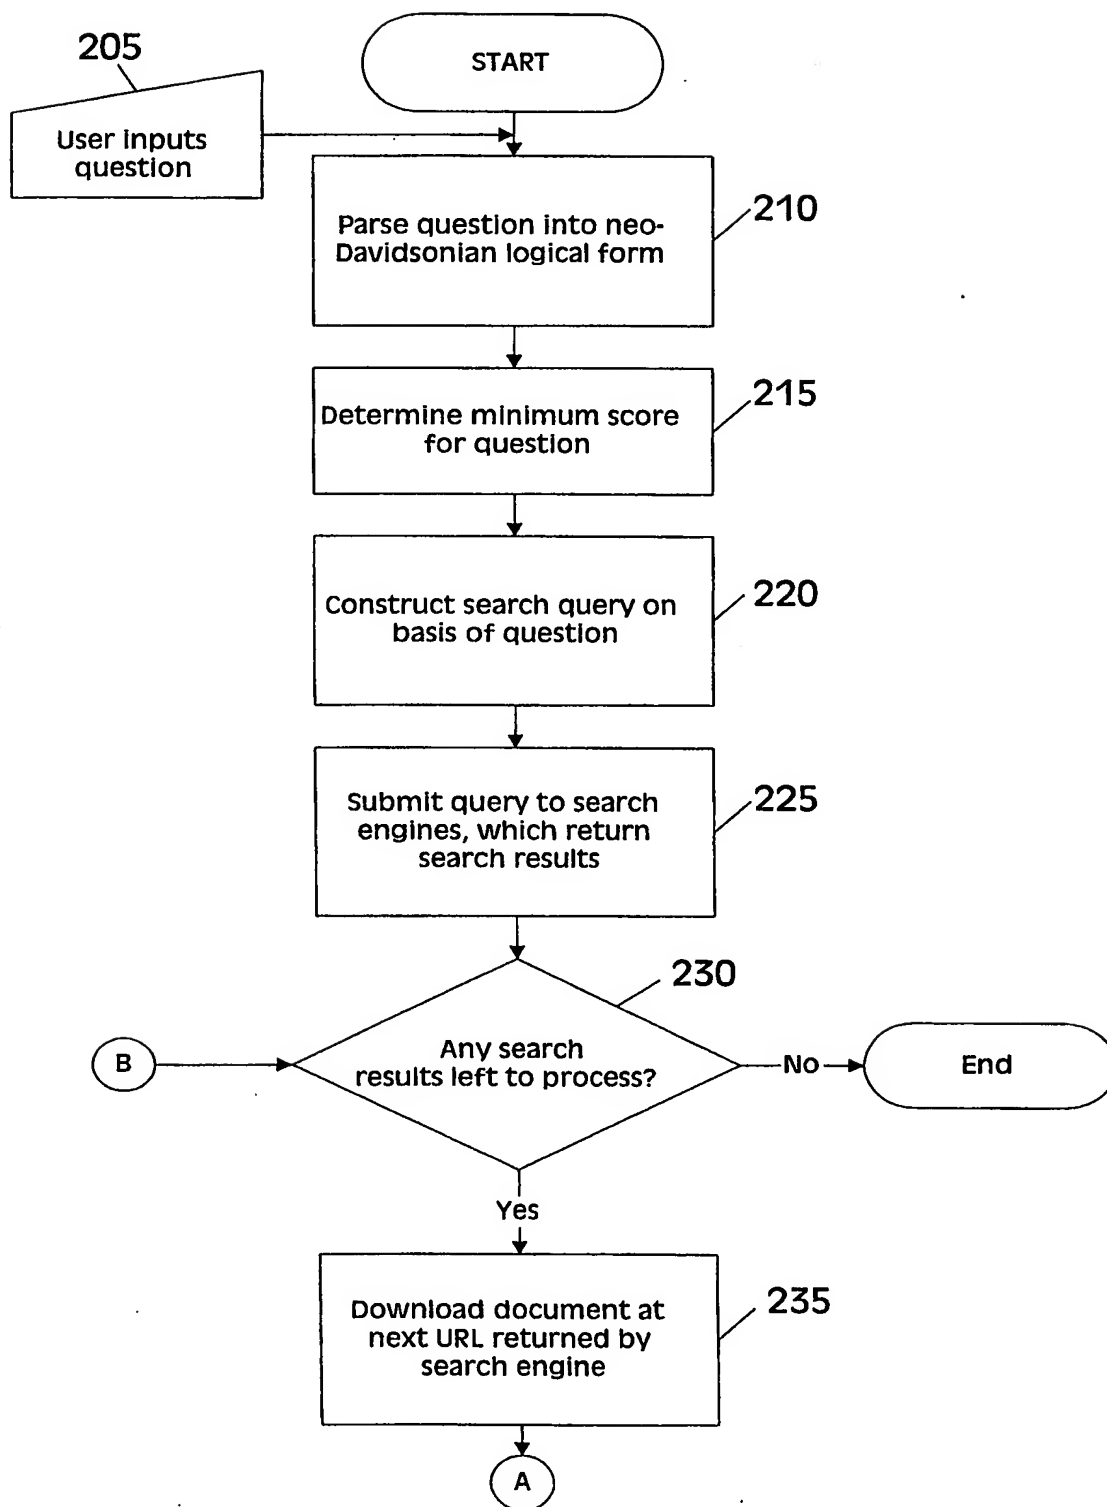 205
START
User inputs
question
210
Parse question into neo-
Davidsonian logical form
215
Determine minimum score
for question
220
Construct search query on
basis of question
225
Submit query to search
engines, which return
search results
230
B
Any search
results left to process?
No
End
Yes
235
Download document at
next URL returned by
search engine
A